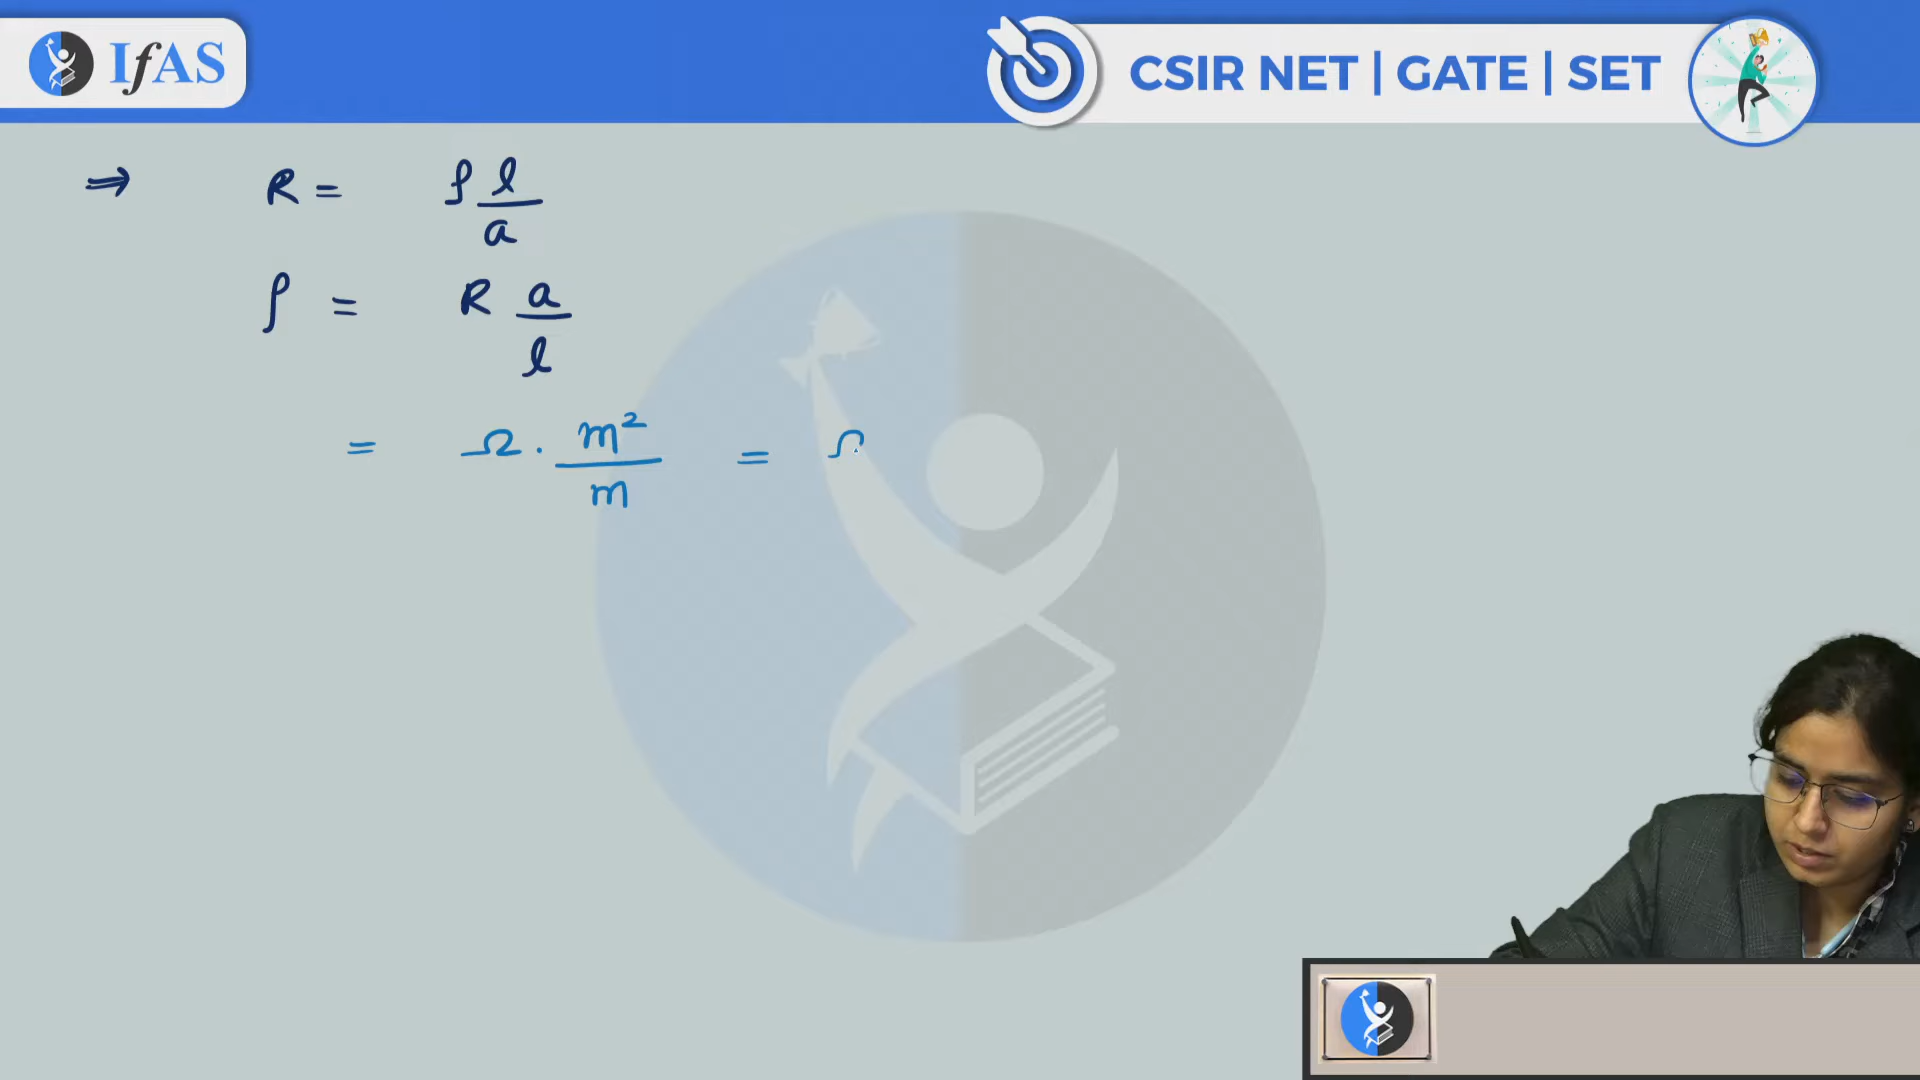 IfAS
CSIR NET | GATE | SET
⇒ R = ρ l/a
ρ = R a/l
= Ω · m²/m = Ω